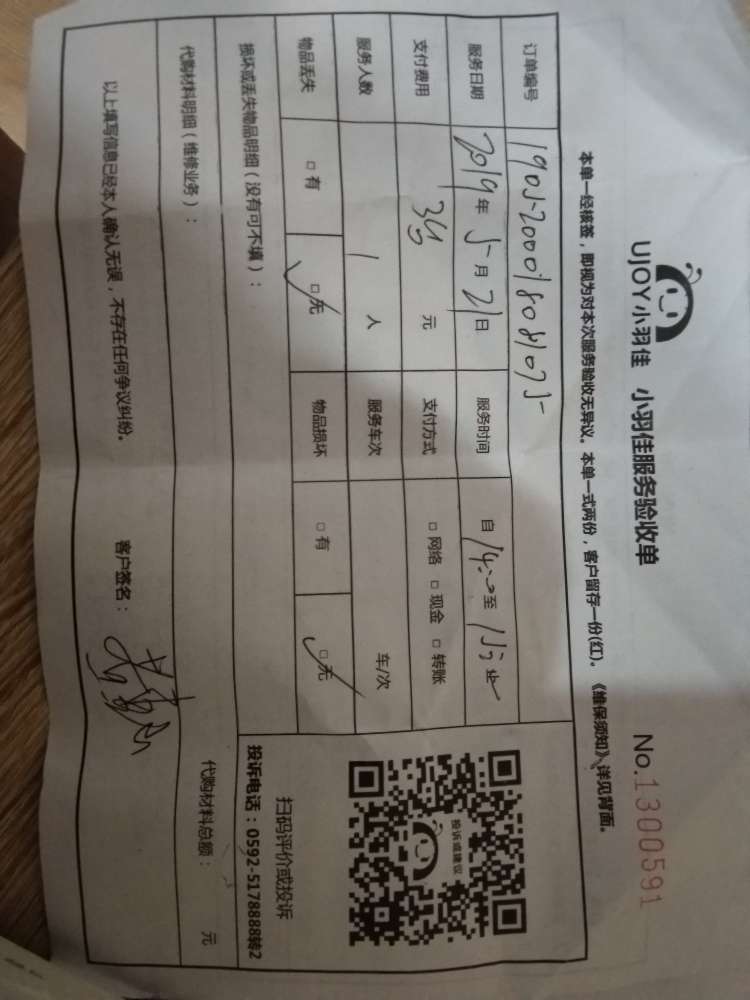 UJOY小羽佳 小羽佳服务验收单 No.1300591
本单一经核签，即视为对本次服务验收无异议。本单一式两份，客户留存一份(红)。《维保须知》详见背面。
订单编号 1905200018081075
服务日期 2019年5月21日 服务时间 自14:00至15:00止
支付费用 元 支付方式 □网络 □现金 □转账
服务人数 1人 服务车次 车/次
物品丢失 □有 □无 物品损坏 □有 □无
损坏或丢失物品明细（没有可不填）：
代购材料明细（维修业务）： 代购材料总额： 元
以上填写信息已经本人确认无误，不存在任何争议纠纷。 客户签名：
投诉或建议
扫码评价或投诉
投诉电话：0592-5178888转2